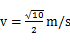 v = √10/2 m/s